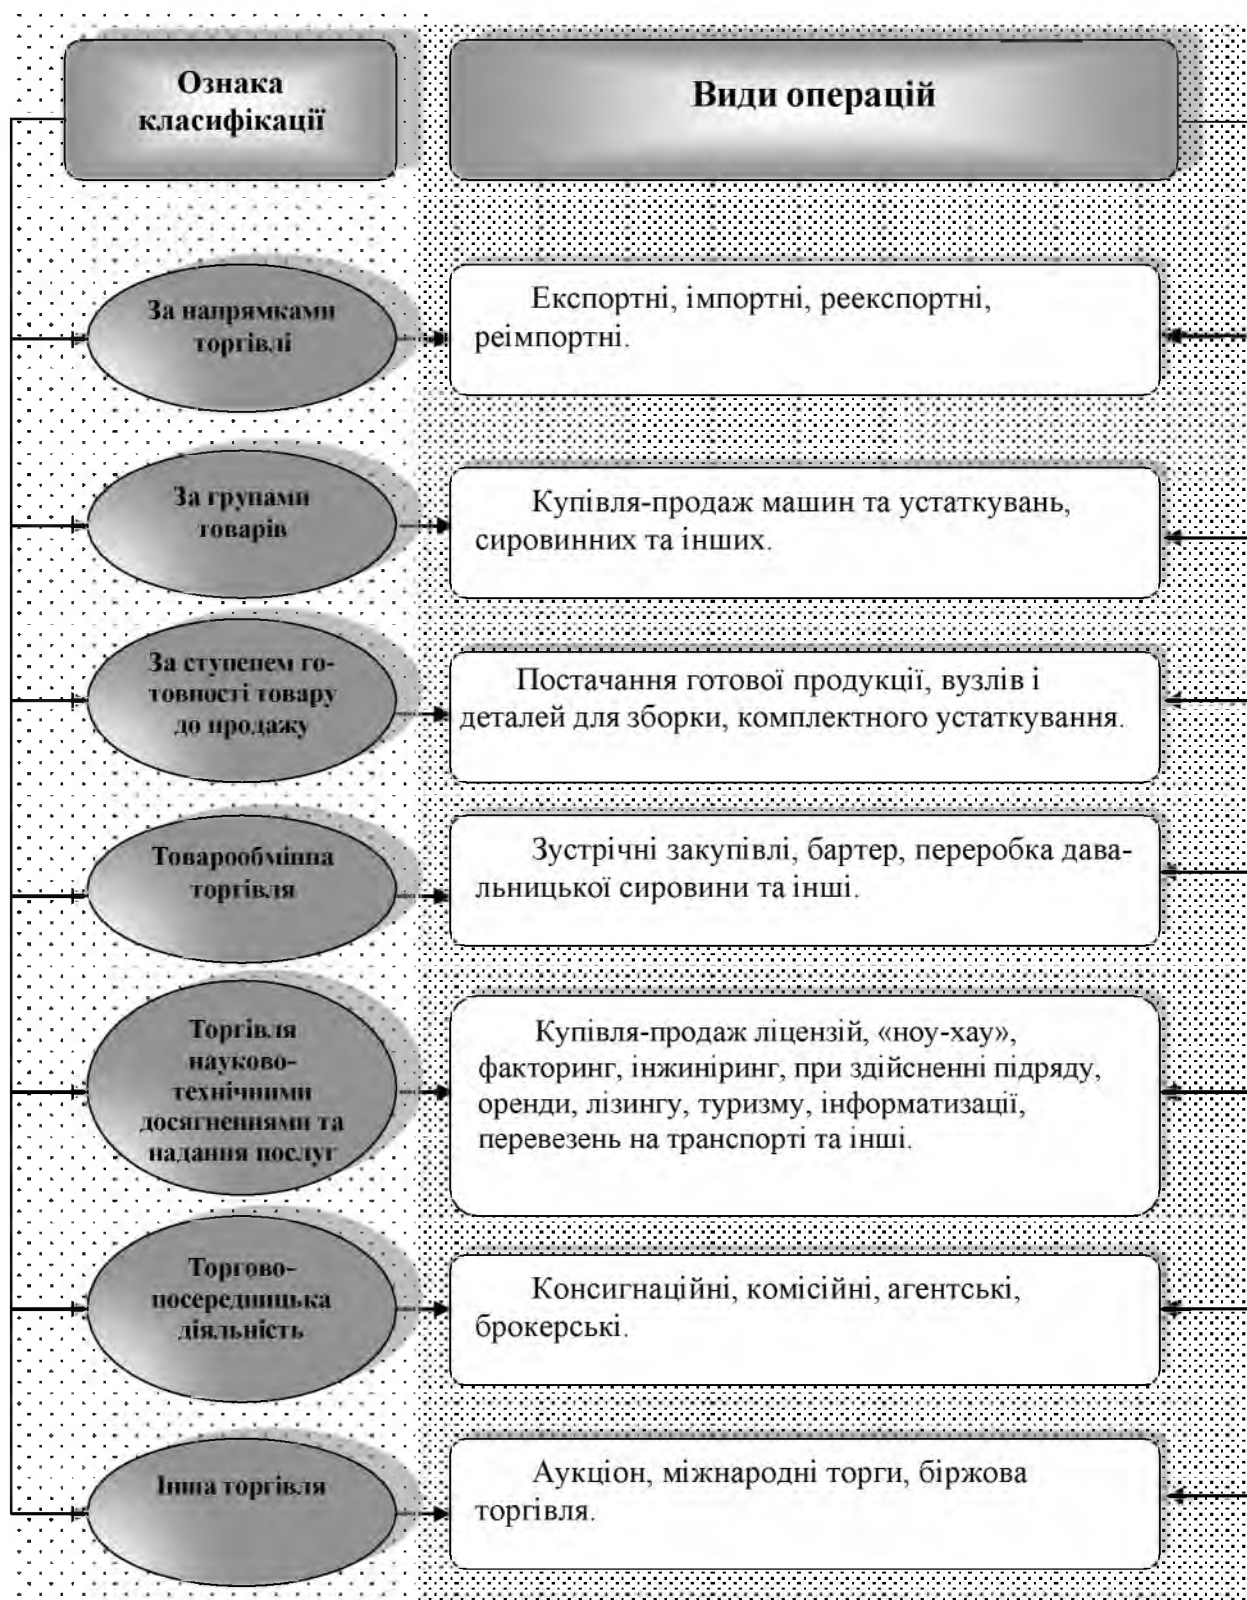 Ознака
класифікації
Види операцій
За напрямками
торгівлі
Експортні, імпортні, реекспортні,
реімпортні.
За групами
товарів
Купівля-продаж машин та устаткувань,
сировинних та інших.
За ступенем го-
товності товару
до продажу
Постачання готової продукції, вузлів і
деталей для зборки, комплектного устаткування.
Товарообмінна
торгівля
Зустрічні закупівлі, бартер, переробка дава-
льницької сировини та інші.
Торгівля
науково-
технічними
досягненнями та
надання послуг
Купівля-продаж ліцензій, «ноу-хау»,
факторинг, інжиніринг, при здійсненні підряду,
оренди, лізингу, туризму, інформатизації,
перевезень на транспорті та інші.
Торгово-
посередницька
діяльність
Консигнаційні, комісійні, агентські,
брокерські.
Інша торгівля
Аукціон, міжнародні торги, біржова
торгівля.